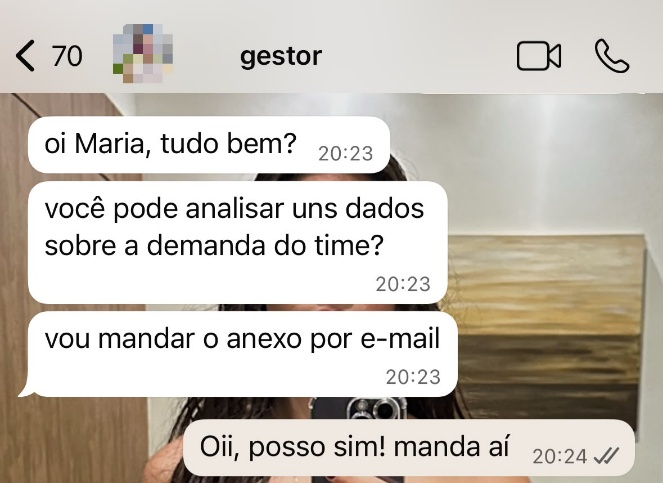 70 gestor
oi Maria, tudo bem? 20:23
você pode analisar uns dados
sobre a demanda do time?
20:23
vou mandar o anexo por e-mail
20:23
Oii, posso sim! manda aí 20:24